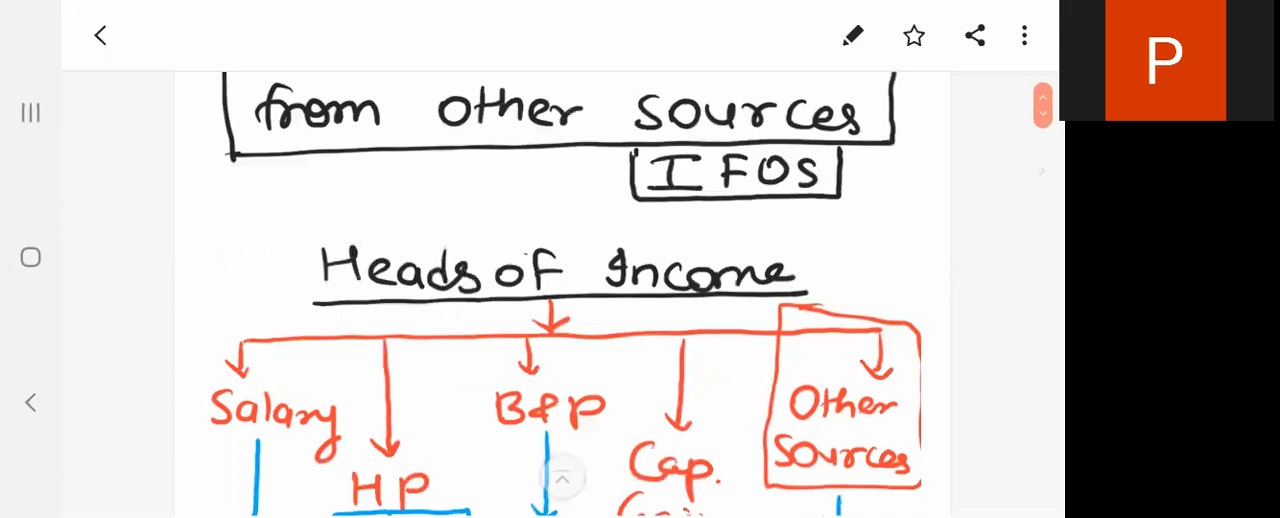 from other sources
IFOS
P
Heads of Income
Salary
HP
B&P
Cap.
Other
Sources